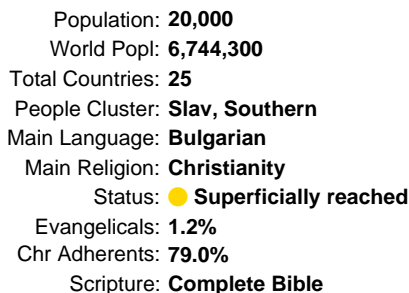 Population: 20,000
World Popl: 6,744,300
Total Countries: 25
People Cluster: Slav, Southern
Main Language: Bulgarian
Main Religion: Christianity
Status: Superficially reached
Evangelicals: 1.2%
Chr Adherents: 79.0%
Scripture: Complete Bible